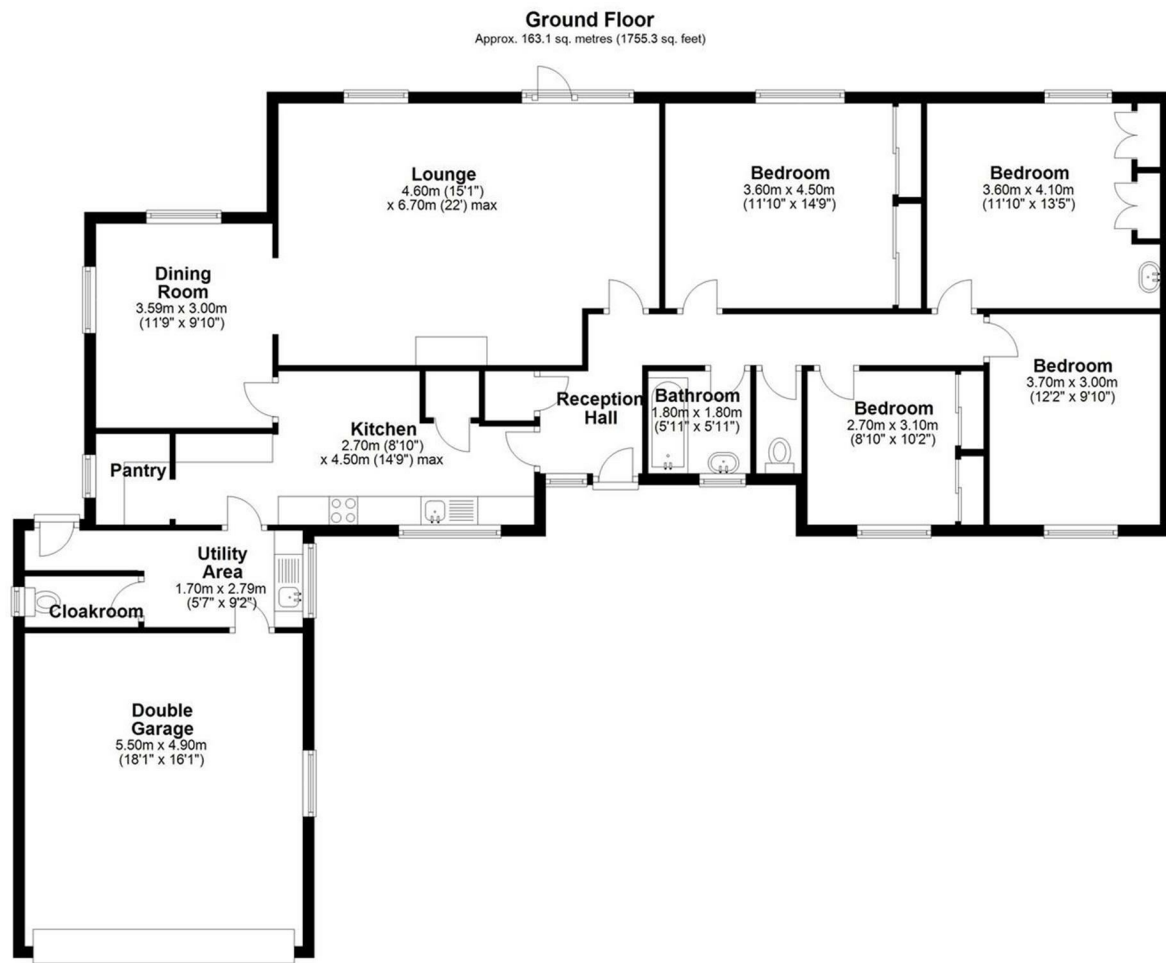 Ground Floor
Approx. 163.1 sq. metres (1755.3 sq. feet)
Lounge
4.60m (15'1")
x 6.70m (22') max
Bedroom
3.60m x 4.50m
(11'10" x 14'9")
Bedroom
3.60m x 4.10m
(11'10" x 13'5")
Dining
Room
3.59m x 3.00m
(11'9" x 9'10")
Bedroom
3.70m x 3.00m
(12'2" x 9'10")
Reception
Hall
Bathroom
1.80m x 1.80m
(5'11" x 5'11")
Bedroom
2.70m x 3.10m
(8'10" x 10'2")
Kitchen
2.70m (8'10")
x 4.50m (14'9") max
Pantry
Utility
Area
1.70m x 2.79m
(5'7" x 9'2")
Cloakroom
Double
Garage
5.50m x 4.90m
(18'1" x 16'1")